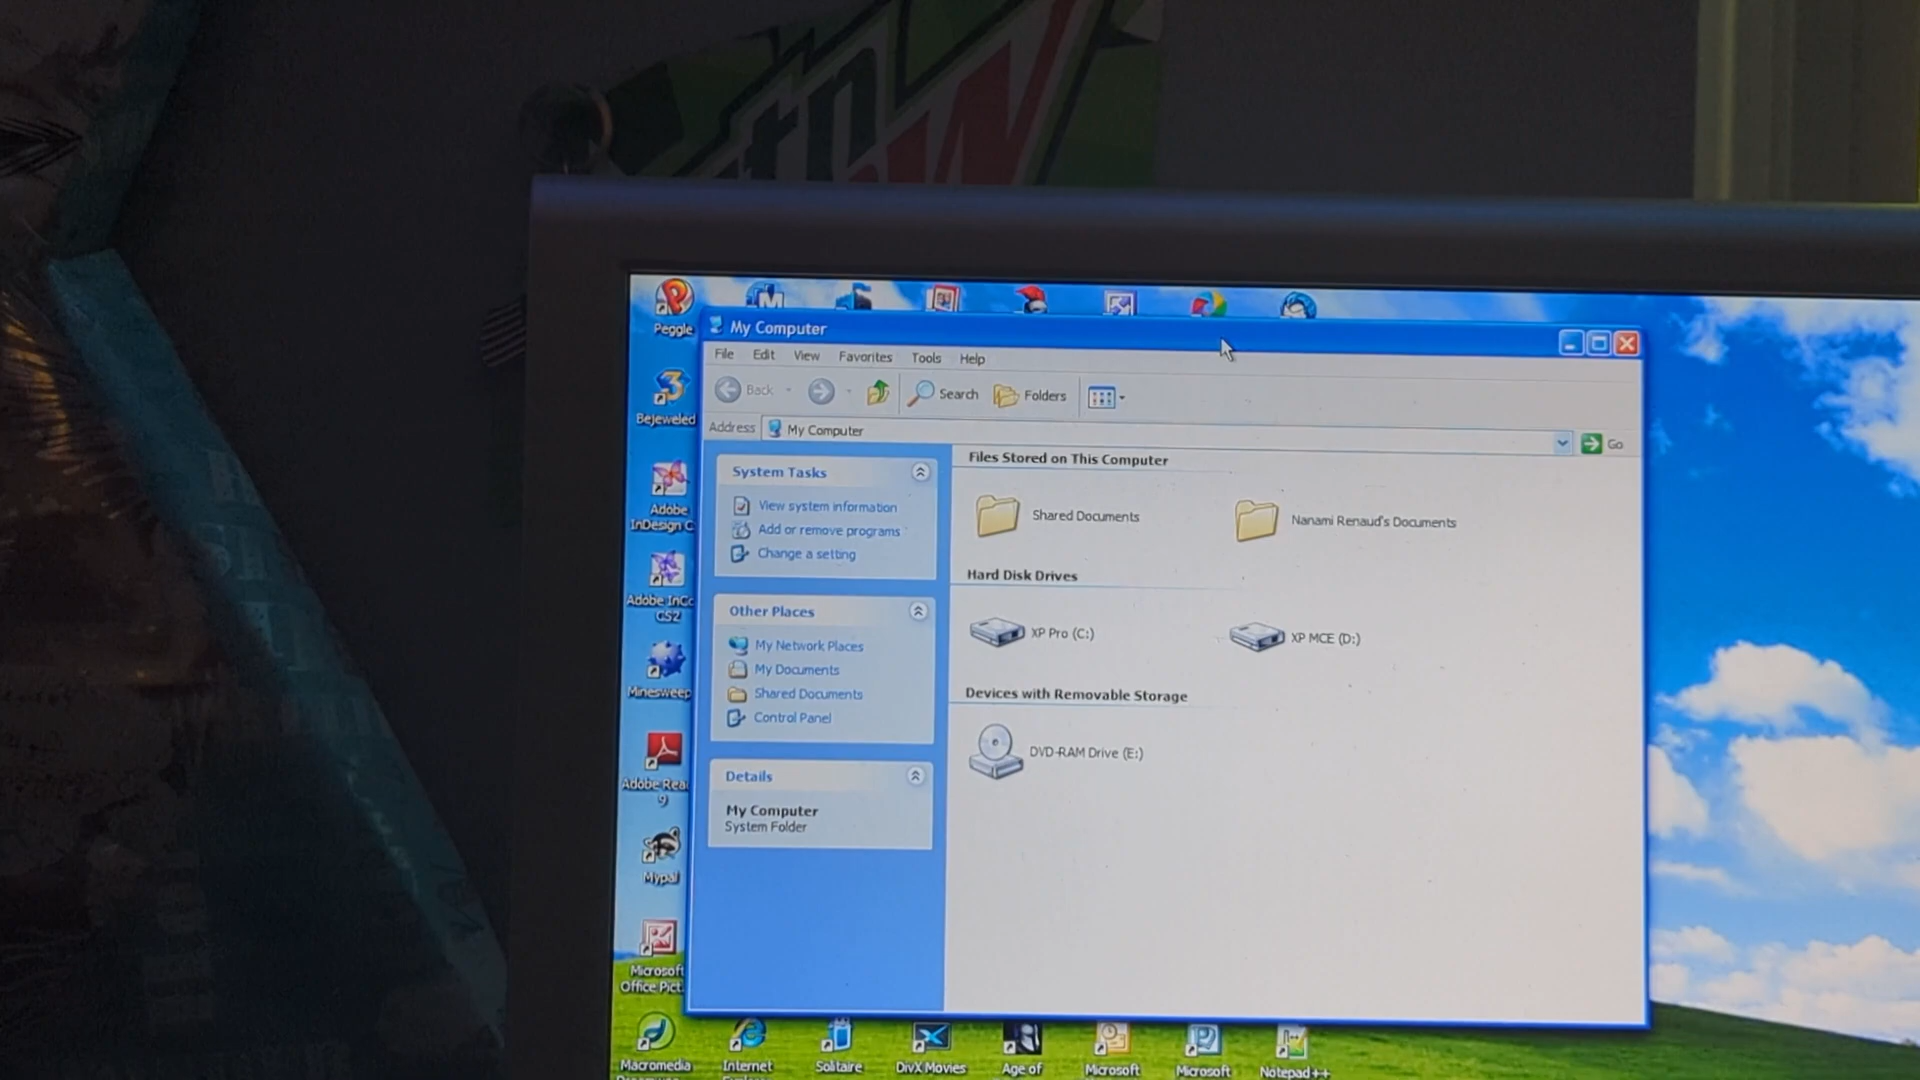 Peggle
Bejeweled
Adobe
InDesign C
Adobe InCo
CS2
Minesweep
Adobe Rea
9
Mypal
Microsoft
Office Pict
Macromedia
Internet
Solitaire
DivX Movies
Age of
Microsoft
Microsoft
Notepad++
My Computer
File Edit View Favorites Tools Help
Back Search Folders
Address My Computer Go
System Tasks
View system information
Add or remove programs
Change a setting
Other Places
My Network Places
My Documents
Shared Documents
Control Panel
Details
My Computer
System Folder
Files Stored on This Computer
Shared Documents Nanami Renaud's Documents
Hard Disk Drives
XP Pro (C:) XP MCE (D:)
Devices with Removable Storage
DVD-RAM Drive (E:)